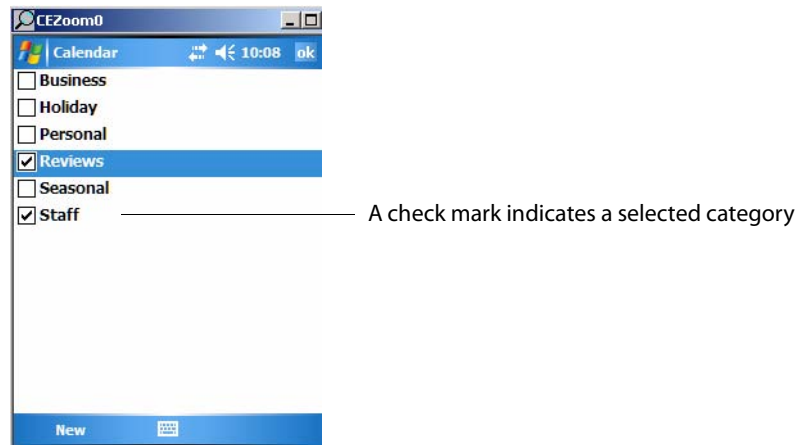 CEZoom0
Calendar 10:08 ok
Business
Holiday
Personal
Reviews
Seasonal
Staff
A check mark indicates a selected category
New